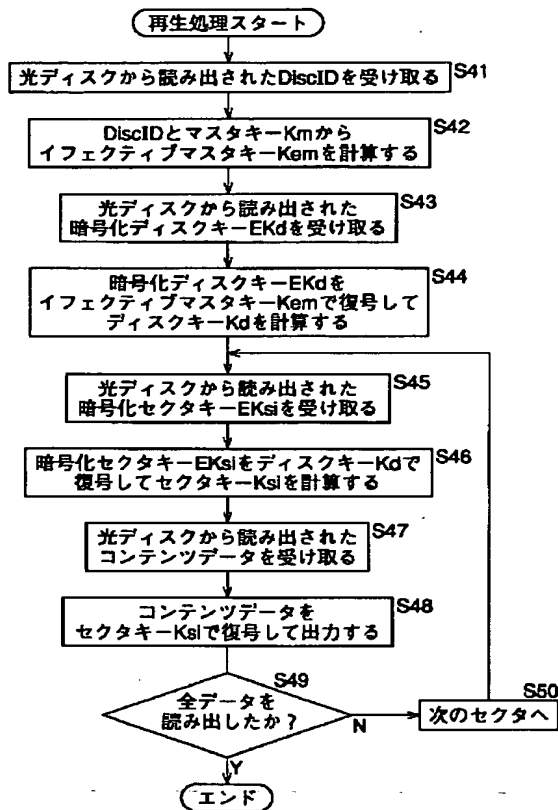 再生処理スタート
光ディスクから読み出されたDiscIDを受け取る
S41
DiscIDとマスタキーKmから
イフェクティブマスタキーKemを計算する
S42
光ディスクから読み出された
暗号化ディスクキーEKdを受け取る
S43
暗号化ディスクキーEKdを
イフェクティブマスタキーKemで復号して
ディスクキーKdを計算する
S44
光ディスクから読み出された
暗号化セクタキーEKsiを受け取る
S45
暗号化セクタキーEKsiをディスクキーKdで
復号してセクタキーKsiを計算する
S46
光ディスクから読み出された
コンテンツデータを受け取る
S47
コンテンツデータを
セクタキーKsiで復号して出力する
S48
全データを
読み出したか？
S49
N
次のセクタへ
S50
Y
エンド